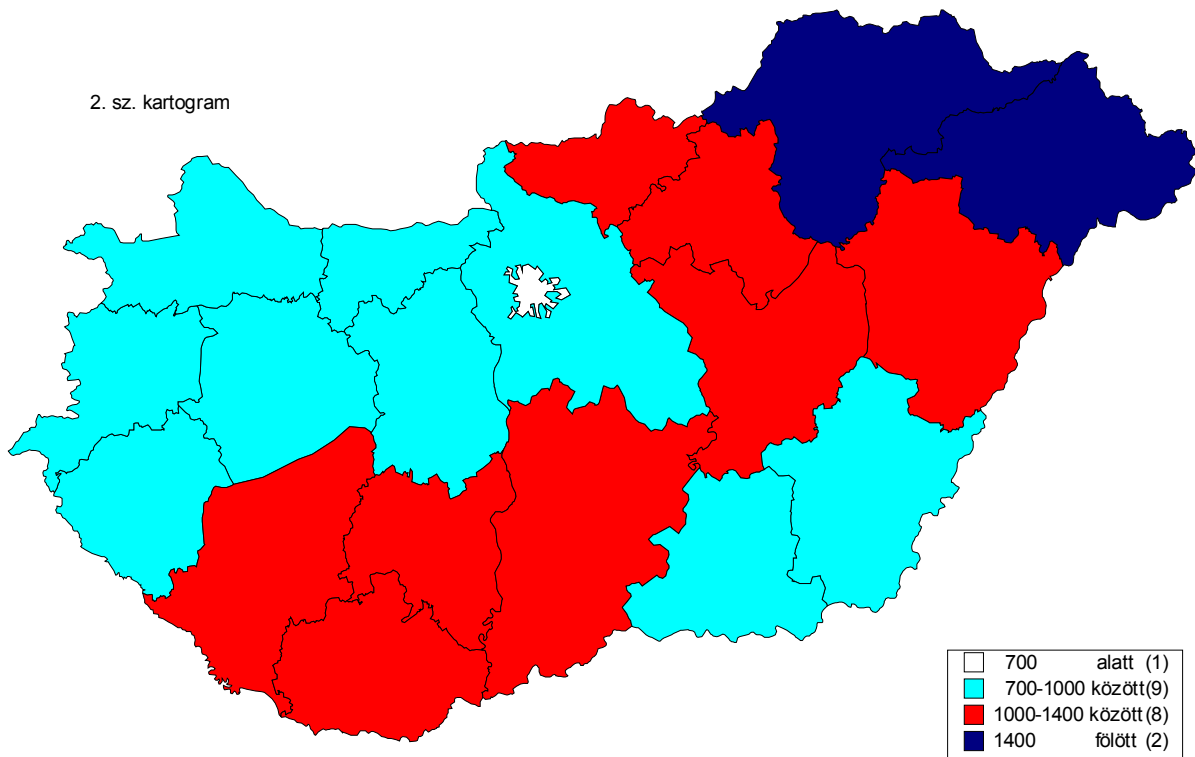 2. sz. kartogram
700 alatt (1)
700-1000 között(9)
1000-1400 között(8)
1400 fölött (2)